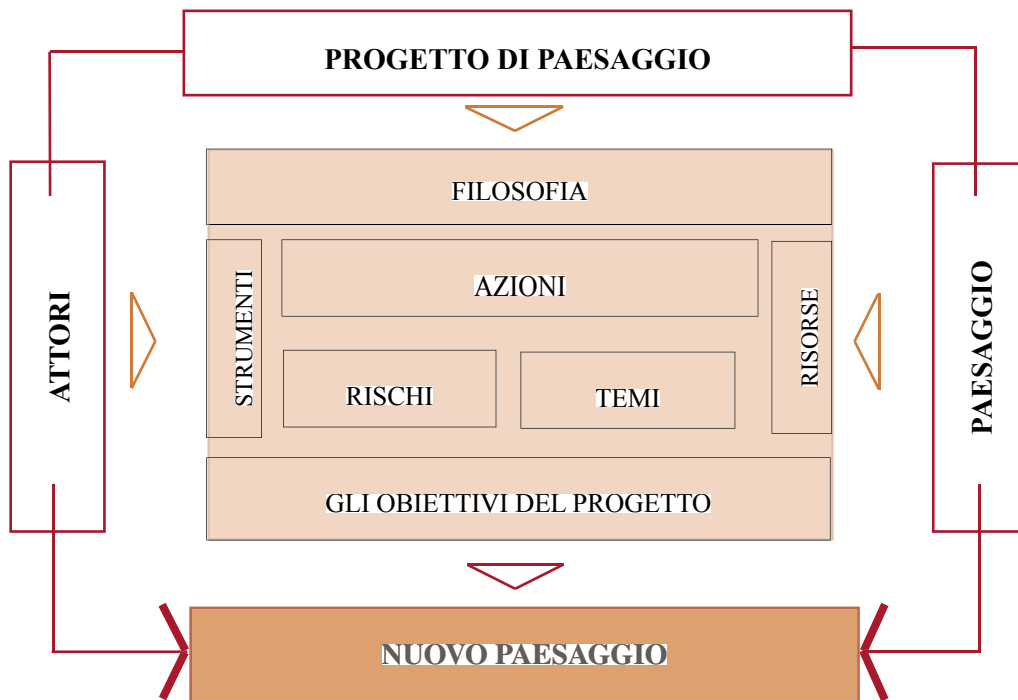 PROGETTO DI PAESAGGIO
FILOSOFIA
ATTORI
STRUMENTI
AZIONI
RISORSE
PAESAGGIO
RISCHI
TEMI
GLI OBIETTIVI DEL PROGETTO
NUOVO PAESAGGIO